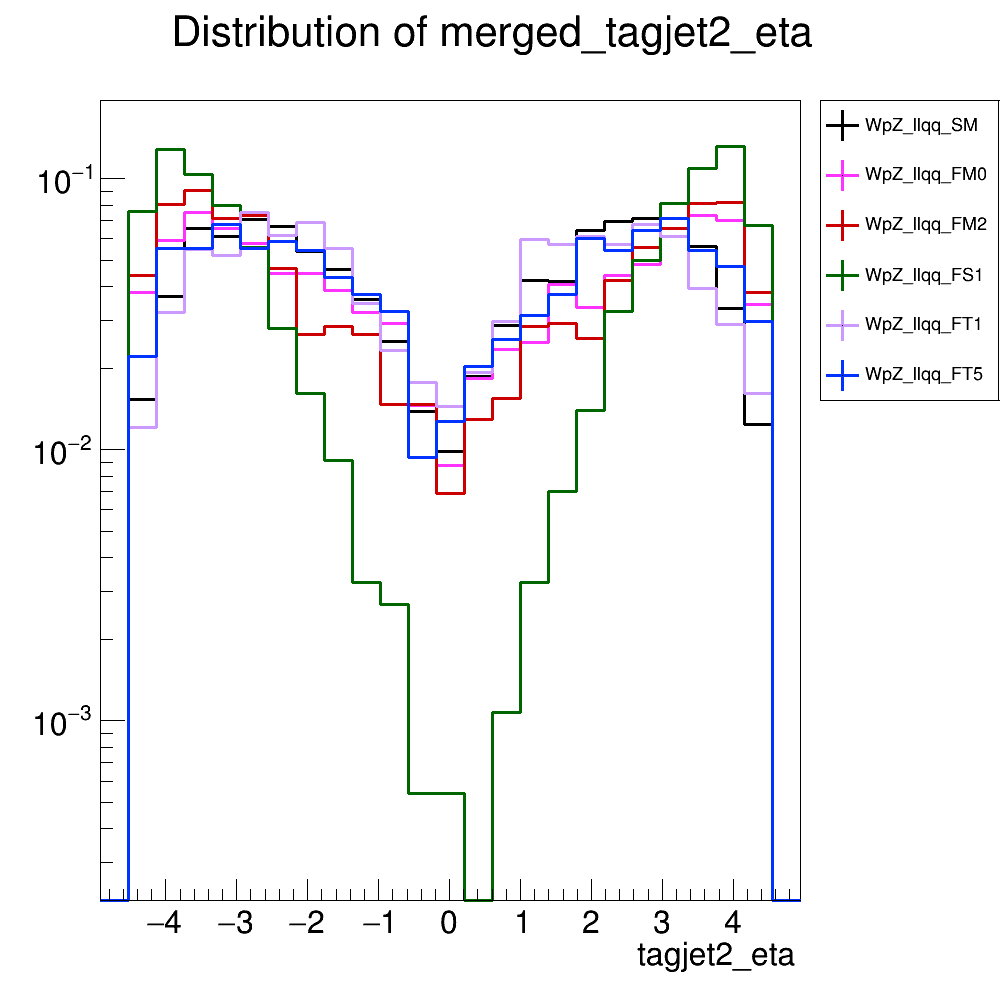 Distribution of merged_tagjet2_eta
10−1
10−2
10−3
−4 −3 −2 −1 0 1 2 3 4
tagjet2_eta
WpZ_llqq_SM
WpZ_llqq_FM0
WpZ_llqq_FM2
WpZ_llqq_FS1
WpZ_llqq_FT1
WpZ_llqq_FT5